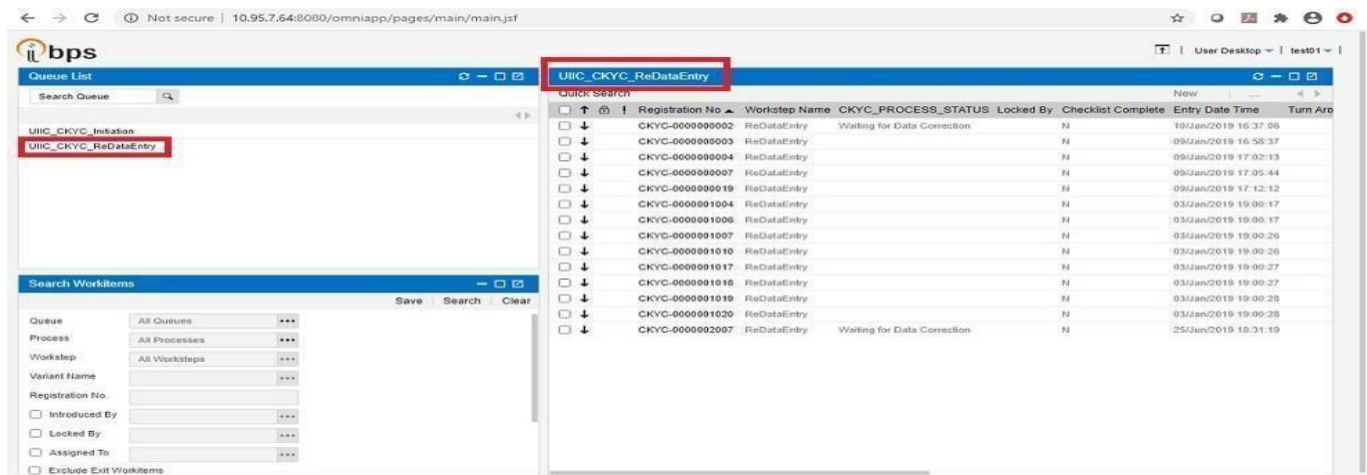 Not secure | 10.95.7.64:8080/omniapp/pages/main/main.jsf
ibps
User Desktop | test01 |
Queue List
Search Queue
UIIC_CKYC_Initiation
UIIC_CKYC_ReDataEntry
Search Workitems
Save Search Clear
Queue All Queues
Process All Processes
Workstep All Worksteps
Variant Name
Registration No.
Introduced By
Locked By
Assigned To
Exclude Exit Workitems
UIIC_CKYC_ReDataEntry
Quick Search New ...
Registration No Workstep Name CKYC_PROCESS_STATUS Locked By Checklist Complete Entry Date Time Turn Aro
CKYC-0000000002 ReDataEntry Waiting for Data Correction N 10/Jan/2019 16:37:06
CKYC-0000000003 ReDataEntry N 09/Jan/2019 16:58:37
CKYC-0000000004 ReDataEntry N 09/Jan/2019 17:02:13
CKYC-0000000007 ReDataEntry N 09/Jan/2019 17:05:44
CKYC-0000000019 ReDataEntry N 09/Jan/2019 17:12:12
CKYC-0000001004 ReDataEntry N 03/Jan/2019 19:00:17
CKYC-0000001006 ReDataEntry N 03/Jan/2019 19:00:17
CKYC-0000001007 ReDataEntry N 03/Jan/2019 19:00:26
CKYC-0000001010 ReDataEntry N 03/Jan/2019 19:00:26
CKYC-0000001017 ReDataEntry N 03/Jan/2019 19:00:27
CKYC-0000001018 ReDataEntry N 03/Jan/2019 19:00:27
CKYC-0000001019 ReDataEntry N 03/Jan/2019 19:00:28
CKYC-0000001020 ReDataEntry N 03/Jan/2019 19:00:28
CKYC-0000002007 ReDataEntry Waiting for Data Correction N 25/Jun/2019 18:31:19